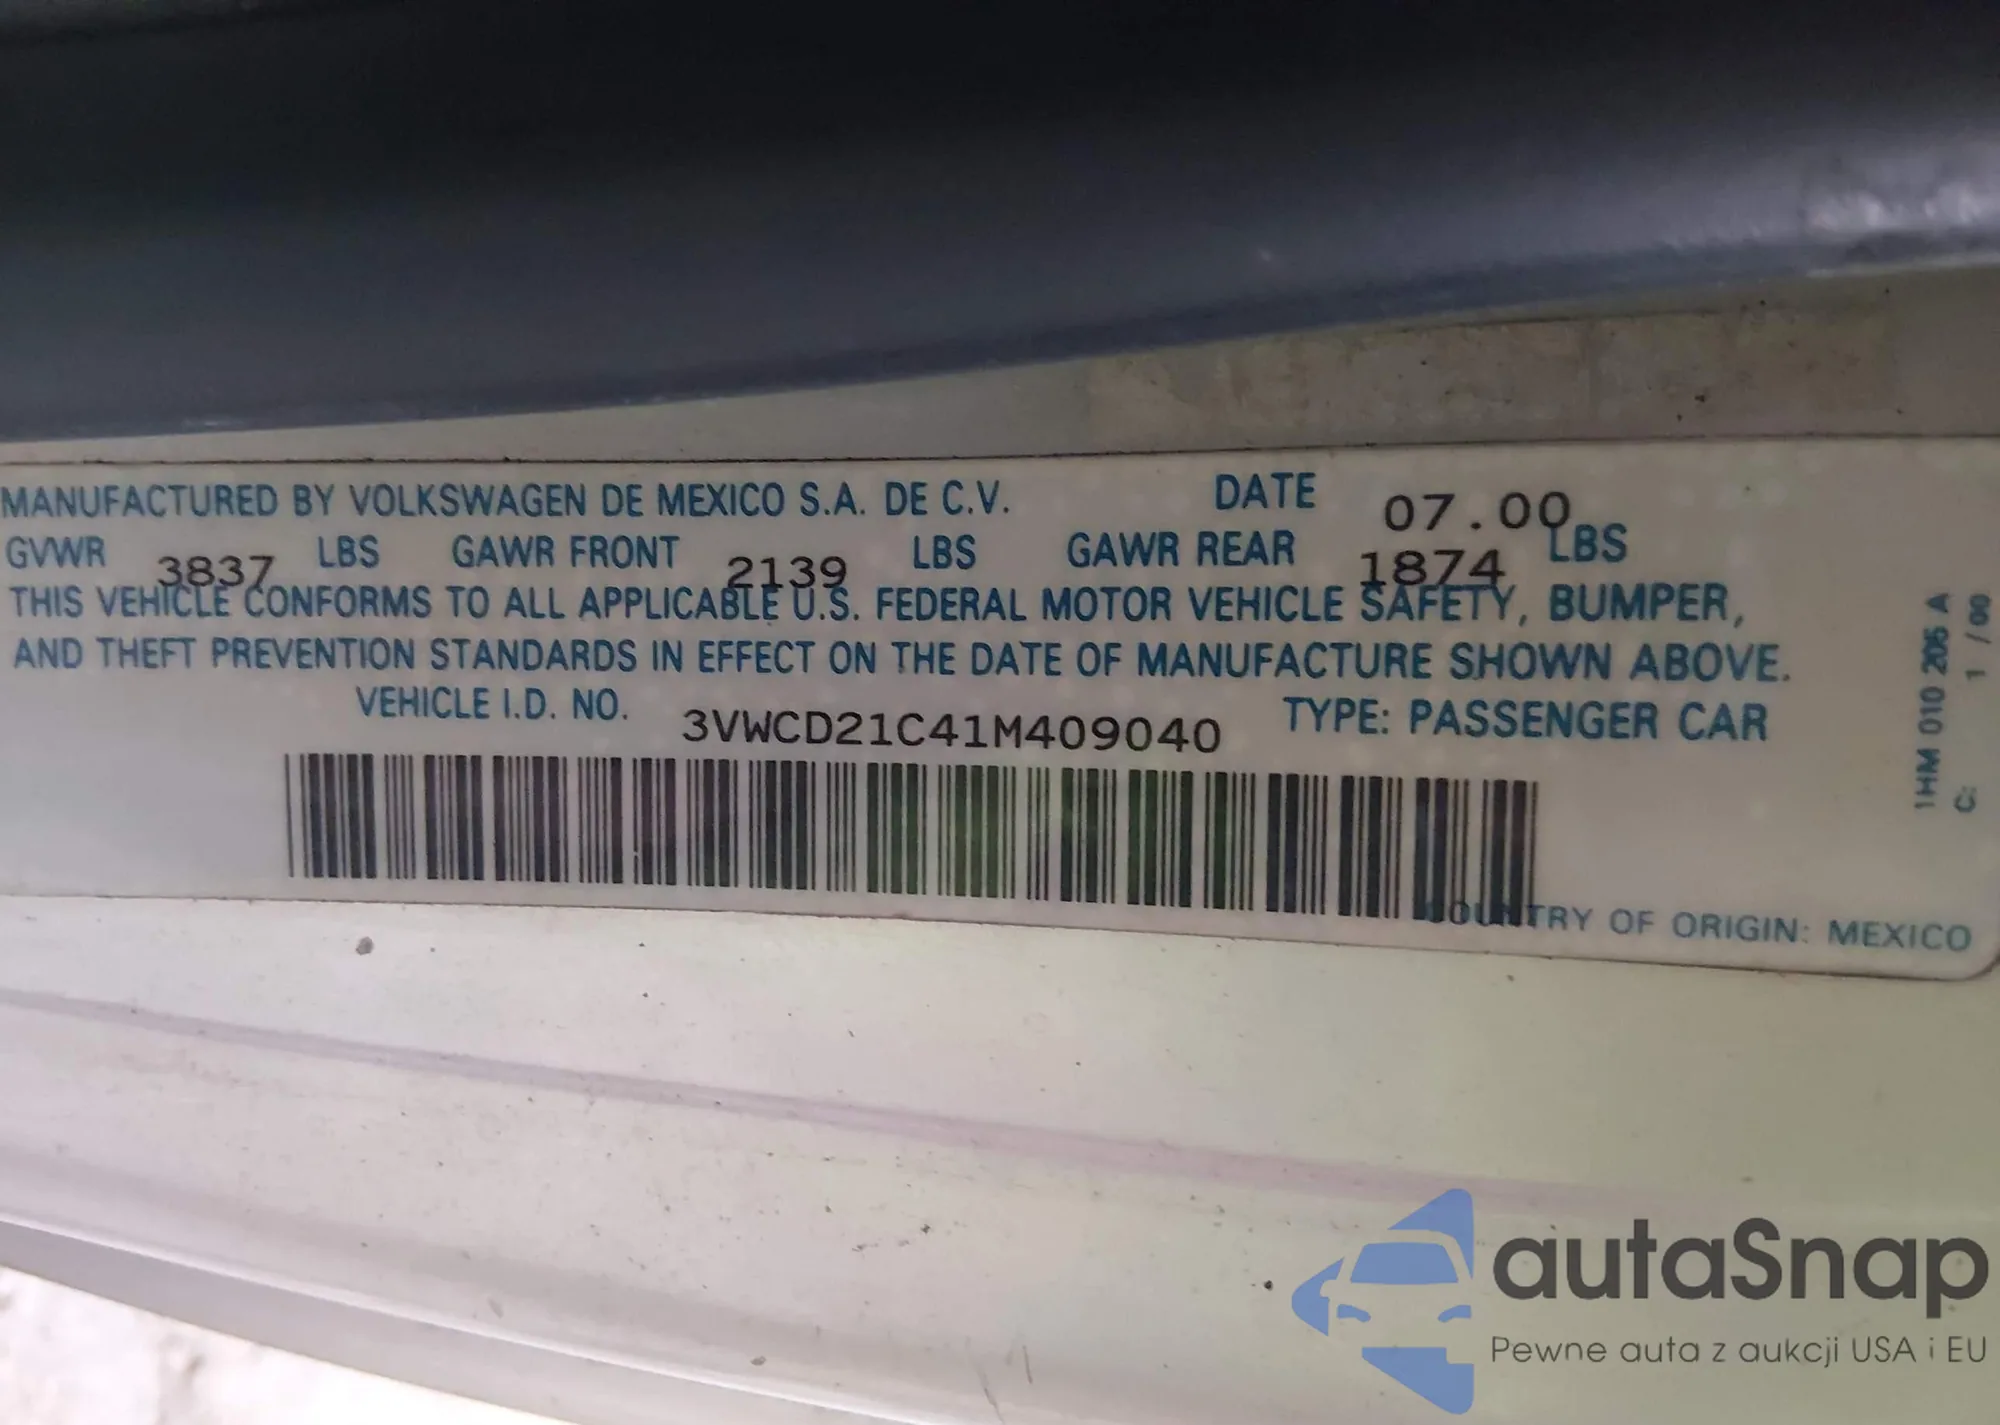 MANUFACTURED BY VOLKSWAGEN DE MEXICO S.A. DE C.V. DATE 07.00
GVWR 3837 LBS GAWR FRONT 2139 LBS GAWR REAR 1874 LBS
THIS VEHICLE CONFORMS TO ALL APPLICABLE U.S. FEDERAL MOTOR VEHICLE SAFETY, BUMPER,
AND THEFT PREVENTION STANDARDS IN EFFECT ON THE DATE OF MANUFACTURE SHOWN ABOVE.
VEHICLE I.D. NO. 3VWCD21C41M409040 TYPE: PASSENGER CAR
COUNTRY OF ORIGIN: MEXICO
1HM 010 205 A
C: 1 / 00
autaSnap
Pewne auta z aukcji USA i EU